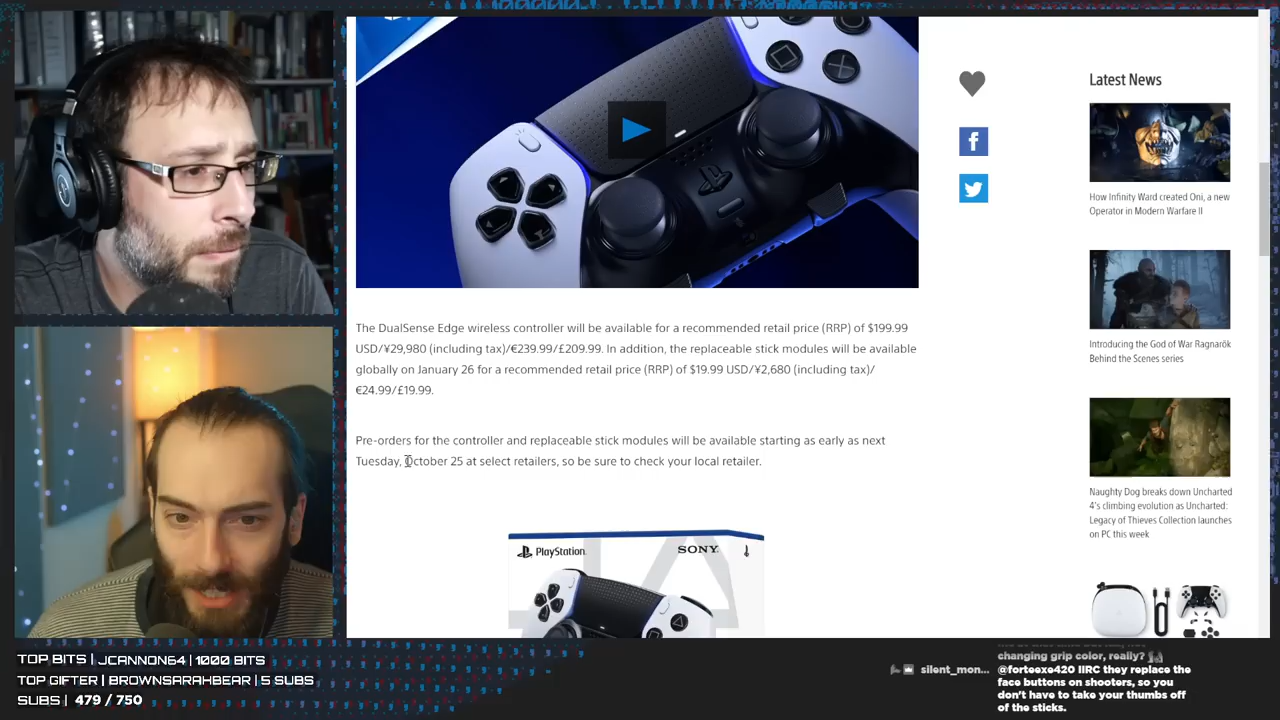 Latest News
How Infinity Ward created Oni, a new
Operator in Modern Warfare II
Introducing the God of War Ragnarök
Behind the Scenes series
Naughty Dog breaks down Uncharted
4's climbing evolution as Uncharted:
Legacy of Thieves Collection launches
on PC this week
The DualSense Edge wireless controller will be available for a recommended retail price (RRP) of $199.99
USD/¥29,980 (including tax)/€239.99/£209.99. In addition, the replaceable stick modules will be available
globally on January 26 for a recommended retail price (RRP) of $19.99 USD/¥2,680 (including tax)/
€24.99/£19.99.
Pre-orders for the controller and replaceable stick modules will be available starting as early as next
Tuesday, October 25 at select retailers, so be sure to check your local retailer.
PlayStation
SONY
TOP BITS | JCANNON64 | 1000 BITS
TOP GIFTER | BROWNSARAHBEAR | 5 SUBS
SUBS | 479 / 750
changing grip color, really?
silent_mon...
@forteexe420 IIRC they replace the
face buttons on shooters, so you
don't have to take your thumbs off
of the sticks.